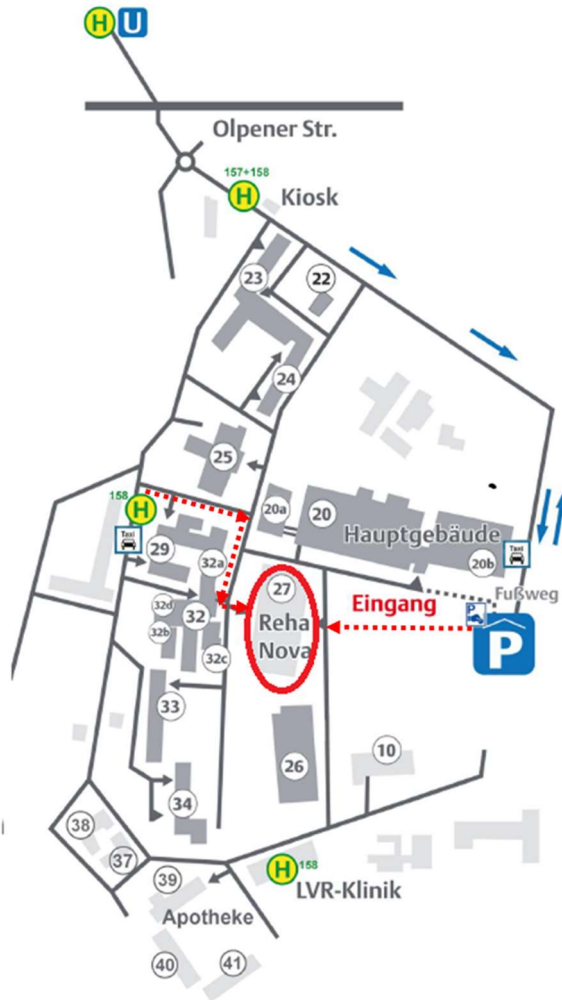 H U
Olpener Str.
157+158
H
Kiosk
23
22
24
25
158
H
20a
20
Hauptgebäude
Taxi
29
Taxi
20b
32a
27
Fußweg
Eingang
32d
32
Reha
Nova
P
32b
32c
33
26
10
34
38
37
H
158
39
LVR-Klinik
Apotheke
40
41